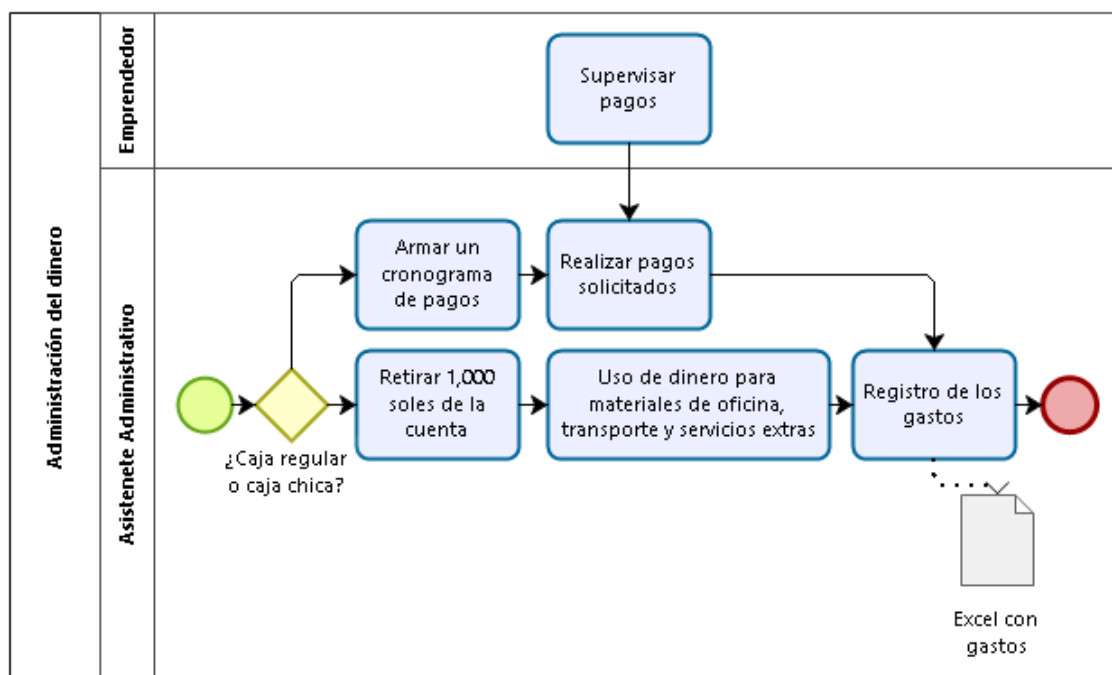 Administración del dinero
Emprendedor
Supervisar
pagos
Asistenete Administrativo
Armar un
cronograma
de pagos
Realizar pagos
solicitados
¿Caja regular
o caja chica?
Retirar 1,000
soles de la
cuenta
Uso de dinero para
materiales de oficina,
transporte y servicios extras
Registro de los
gastos
Excel con
gastos